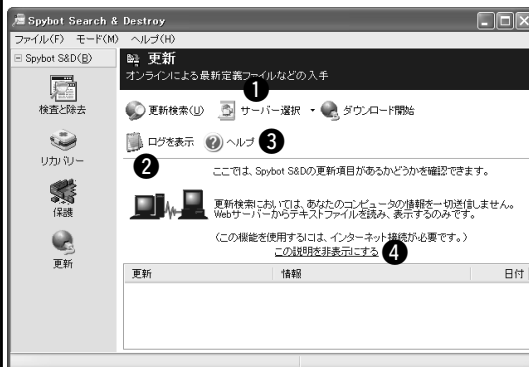 Spybot Search & Destroy
ファイル(F) モード(M) ヘルプ(H)
Spybot S&D(B)
検査と除去
リカバリー
保護
更新
更新
オンラインによる最新定義ファイルなどの入手
1
更新検索(U) サーバー選択 ダウンロード開始
ログを表示 ヘルプ 3
2
ここでは、Spybot S&Dの更新項目があるかどうかを確認できます。
更新検索においては、あなたのコンピュータの情報を一切送信しません。
Webサーバーからテキストファイルを読み、表示するのみです。
(この機能を使用するには、インターネット接続が必要です。)
この説明を非表示にする 4
更新 情報 日付